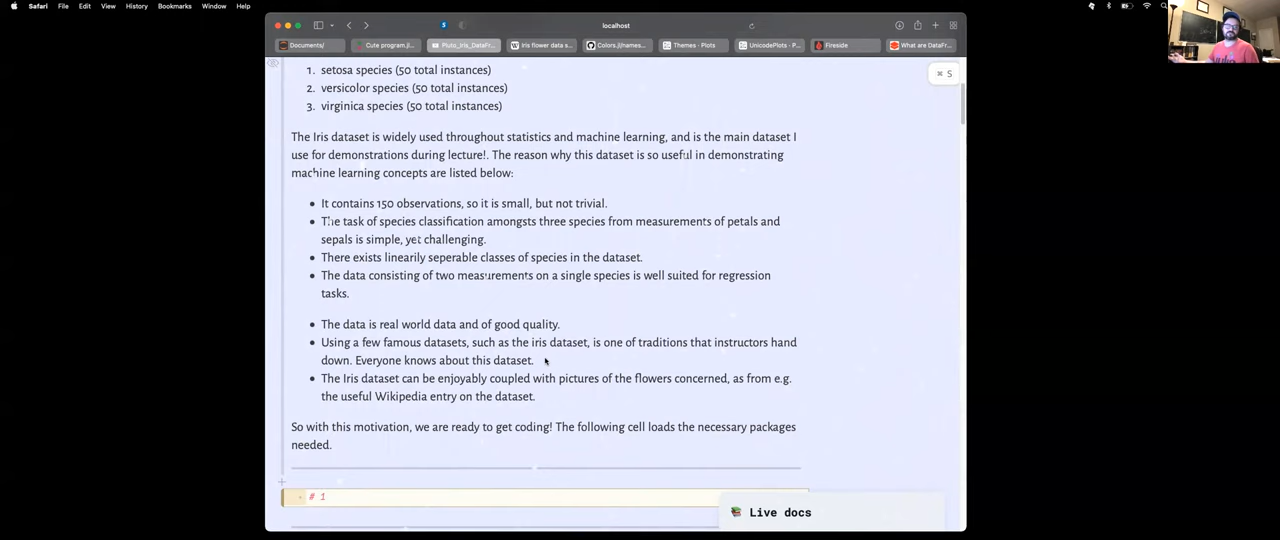 Safari File Edit View History Bookmarks Window Help
localhost
Documents/ Cute program.ji... Pluto_Iris_DataFr... Iris flower data s... Colors.jl/names... Themes · Plots UnicodePlots · P... Fireside What are DataFr...
⌘ S
1. setosa species (50 total instances)
2. versicolor species (50 total instances)
3. virginica species (50 total instances)
The Iris dataset is widely used throughout statistics and machine learning, and is the main dataset I
use for demonstrations during lecture!. The reason why this dataset is so useful in demonstrating
machine learning concepts are listed below:
• It contains 150 observations, so it is small, but not trivial.
• The task of species classification amongst three species from measurements of petals and
sepals is simple, yet challenging.
• There exists linearily seperable classes of species in the dataset.
• The data consisting of two measurements on a single species is well suited for regression
tasks.
• The data is real world data and of good quality.
• Using a few famous datasets, such as the iris dataset, is one of traditions that instructors hand
down. Everyone knows about this dataset.
• The Iris dataset can be enjoyably coupled with pictures of the flowers concerned, as from e.g.
the useful Wikipedia entry on the dataset.
So with this motivation, we are ready to get coding! The following cell loads the necessary packages
needed.
# 1
Live docs